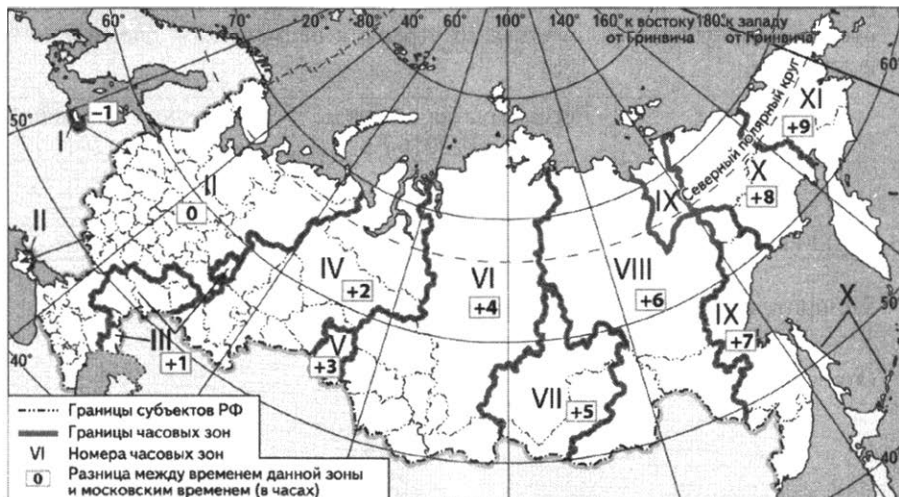 60° 70° 80° 100° 140° 160° к востоку
от Гринвича
180° к западу
от Гринвича
60°
50°
I
-1
II
0
II
Северный полярный круг
XI
+9
X
+8
IX
IV
+2
VI
+4
VIII
+6
X
50°
40°
III
+1
V
+3
IX
+7
VII
+5
40°
Границы субъектов РФ
Границы часовых зон
VI Номера часовых зон
0 Разница между временем данной зоны
и московским временем (в часах)